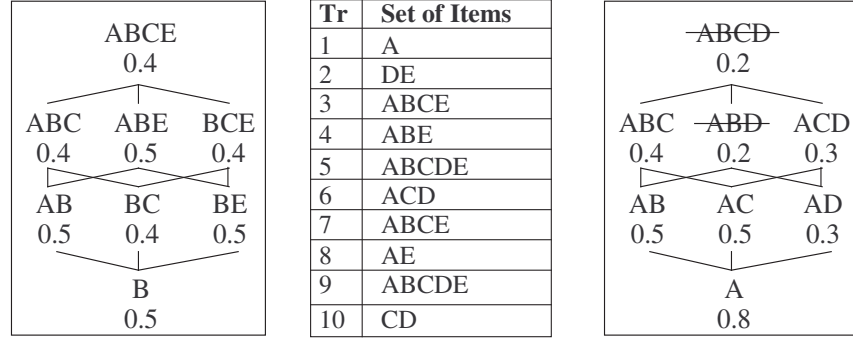 ABCE
0.4
ABC ABE BCE
0.4 0.5 0.4
AB BC BE
0.5 0.4 0.5
B
0.5
Tr Set of Items
1 A
2 DE
3 ABCE
4 ABE
5 ABCDE
6 ACD
7 ABCE
8 AE
9 ABCDE
10 CD
ABCD
0.2
ABC ABD ACD
0.4 0.2 0.3
AB AC AD
0.5 0.5 0.3
A
0.8